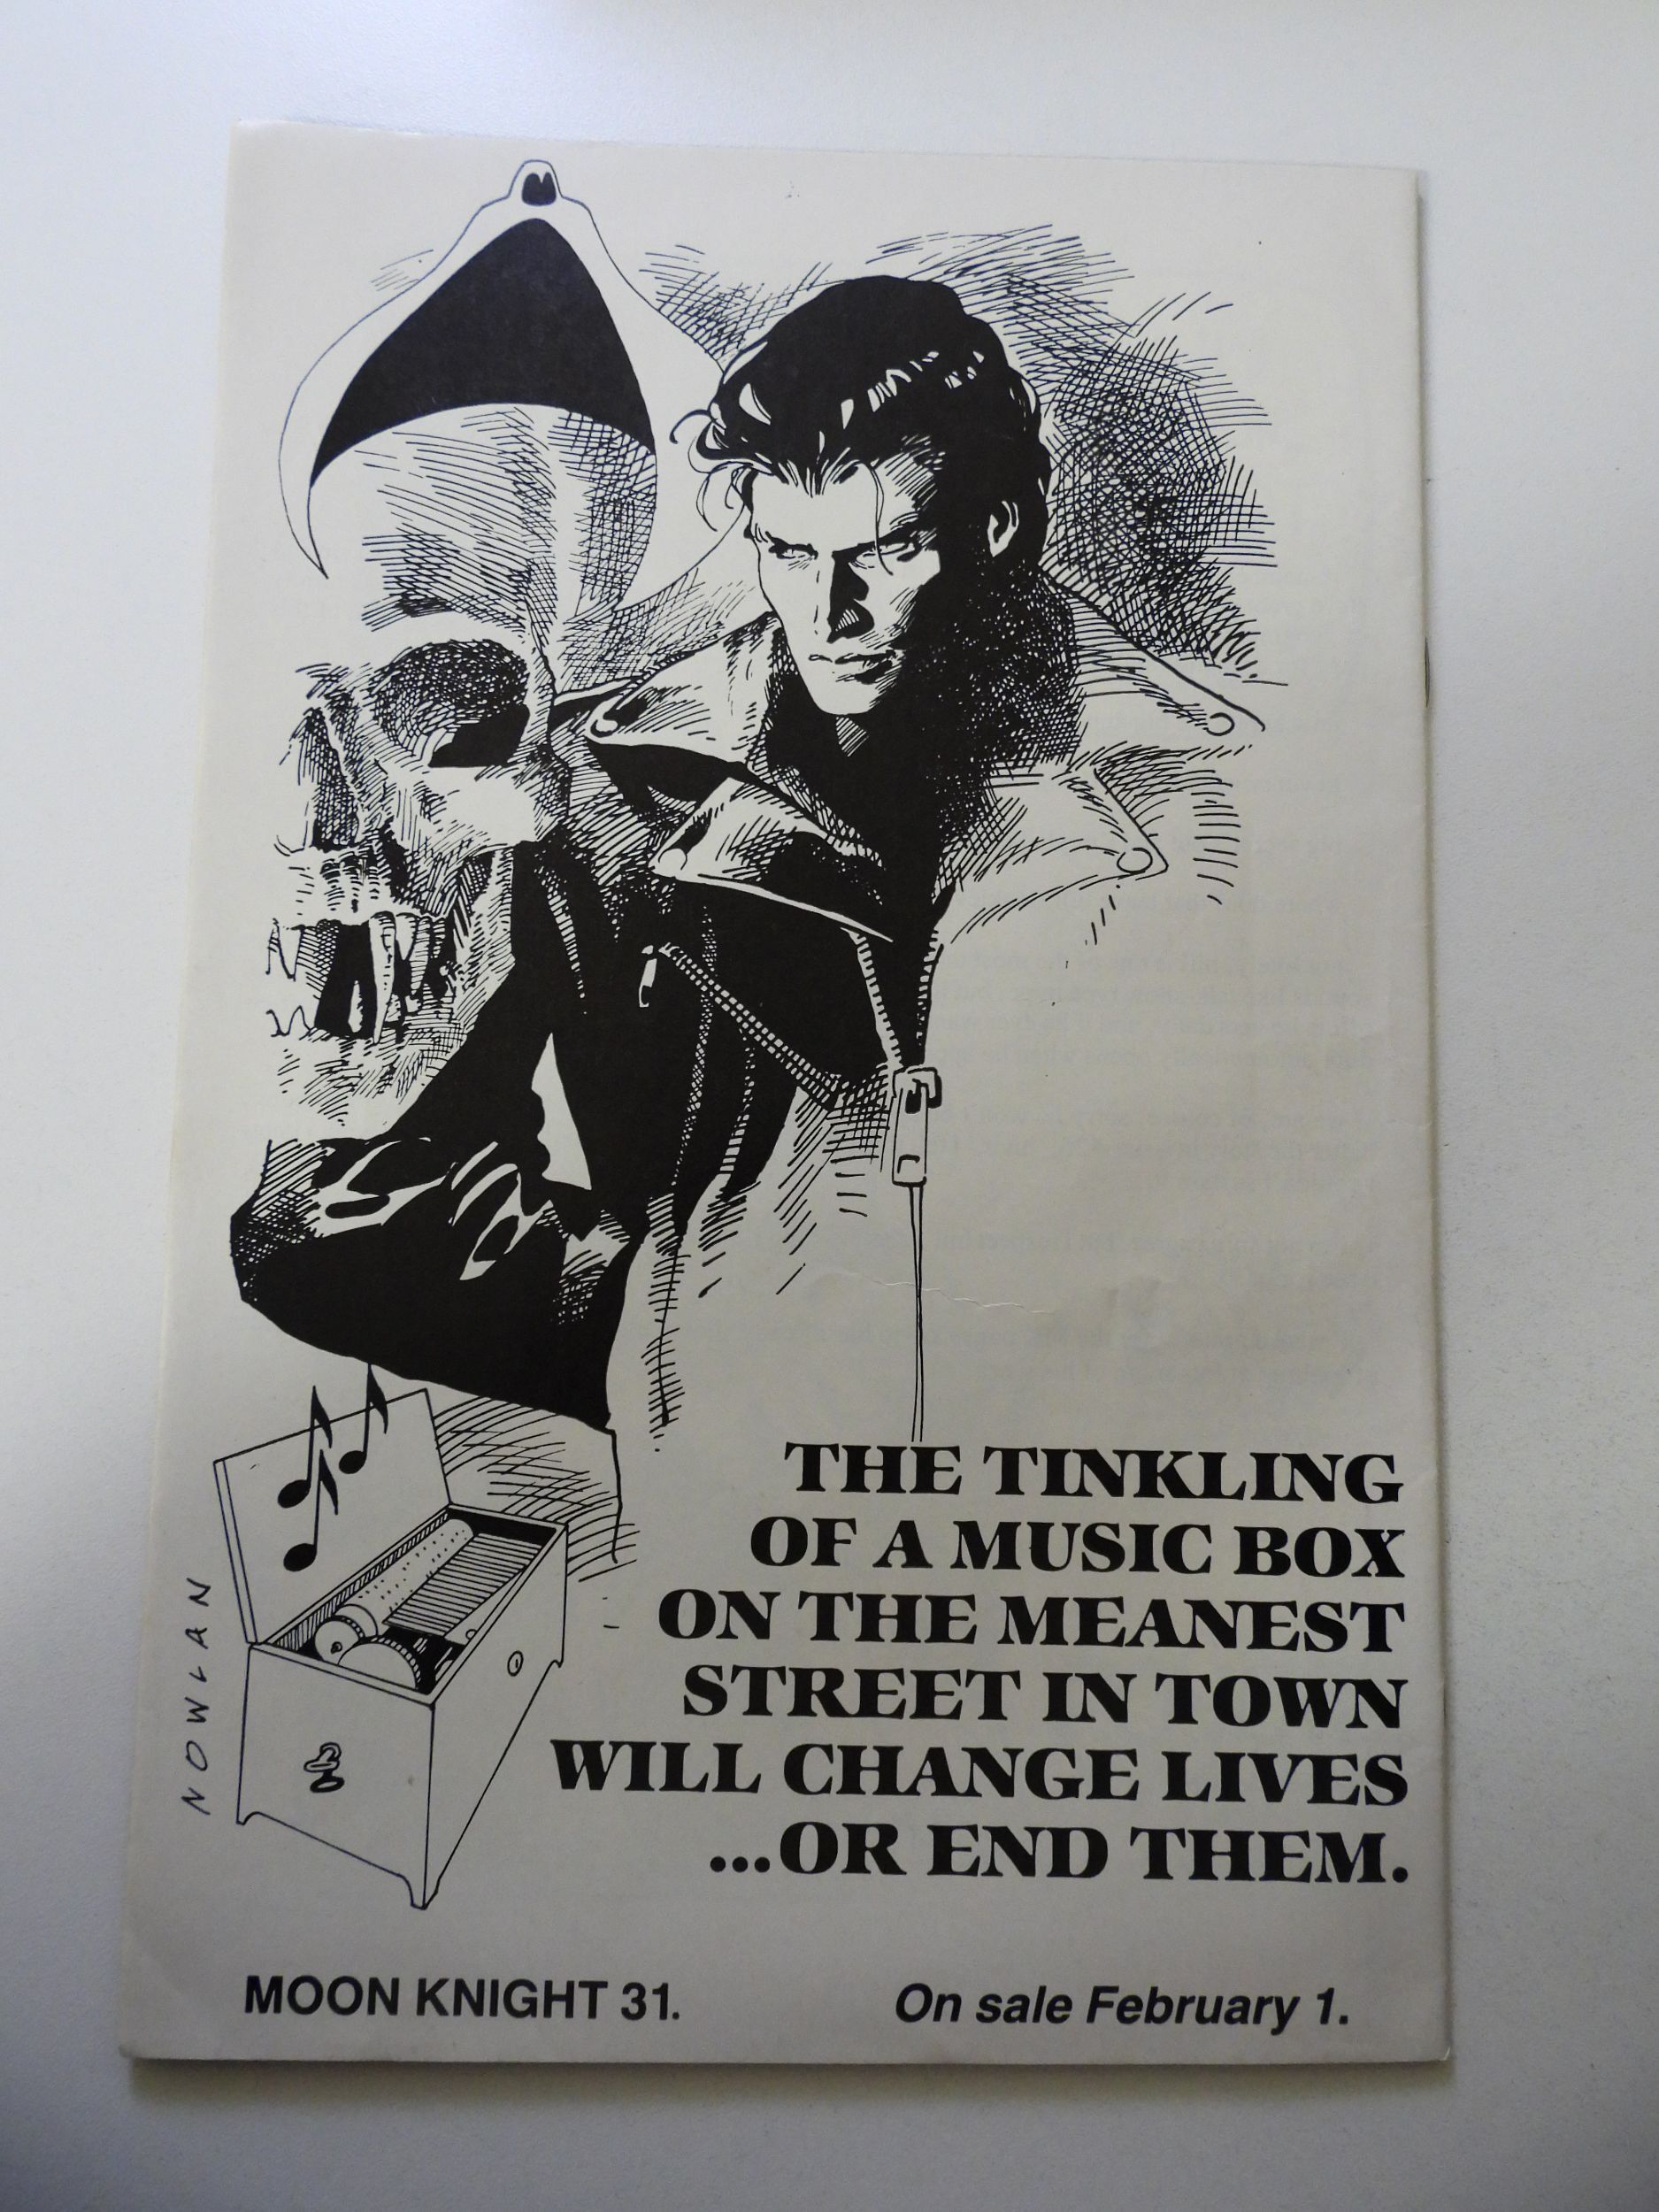 THE TINKLING
OF A MUSIC BOX
ON THE MEANEST
STREET IN TOWN
WILL CHANGE LIVES
...OR END THEM.
NOWLAN
MOON KNIGHT 31.
On sale February 1.